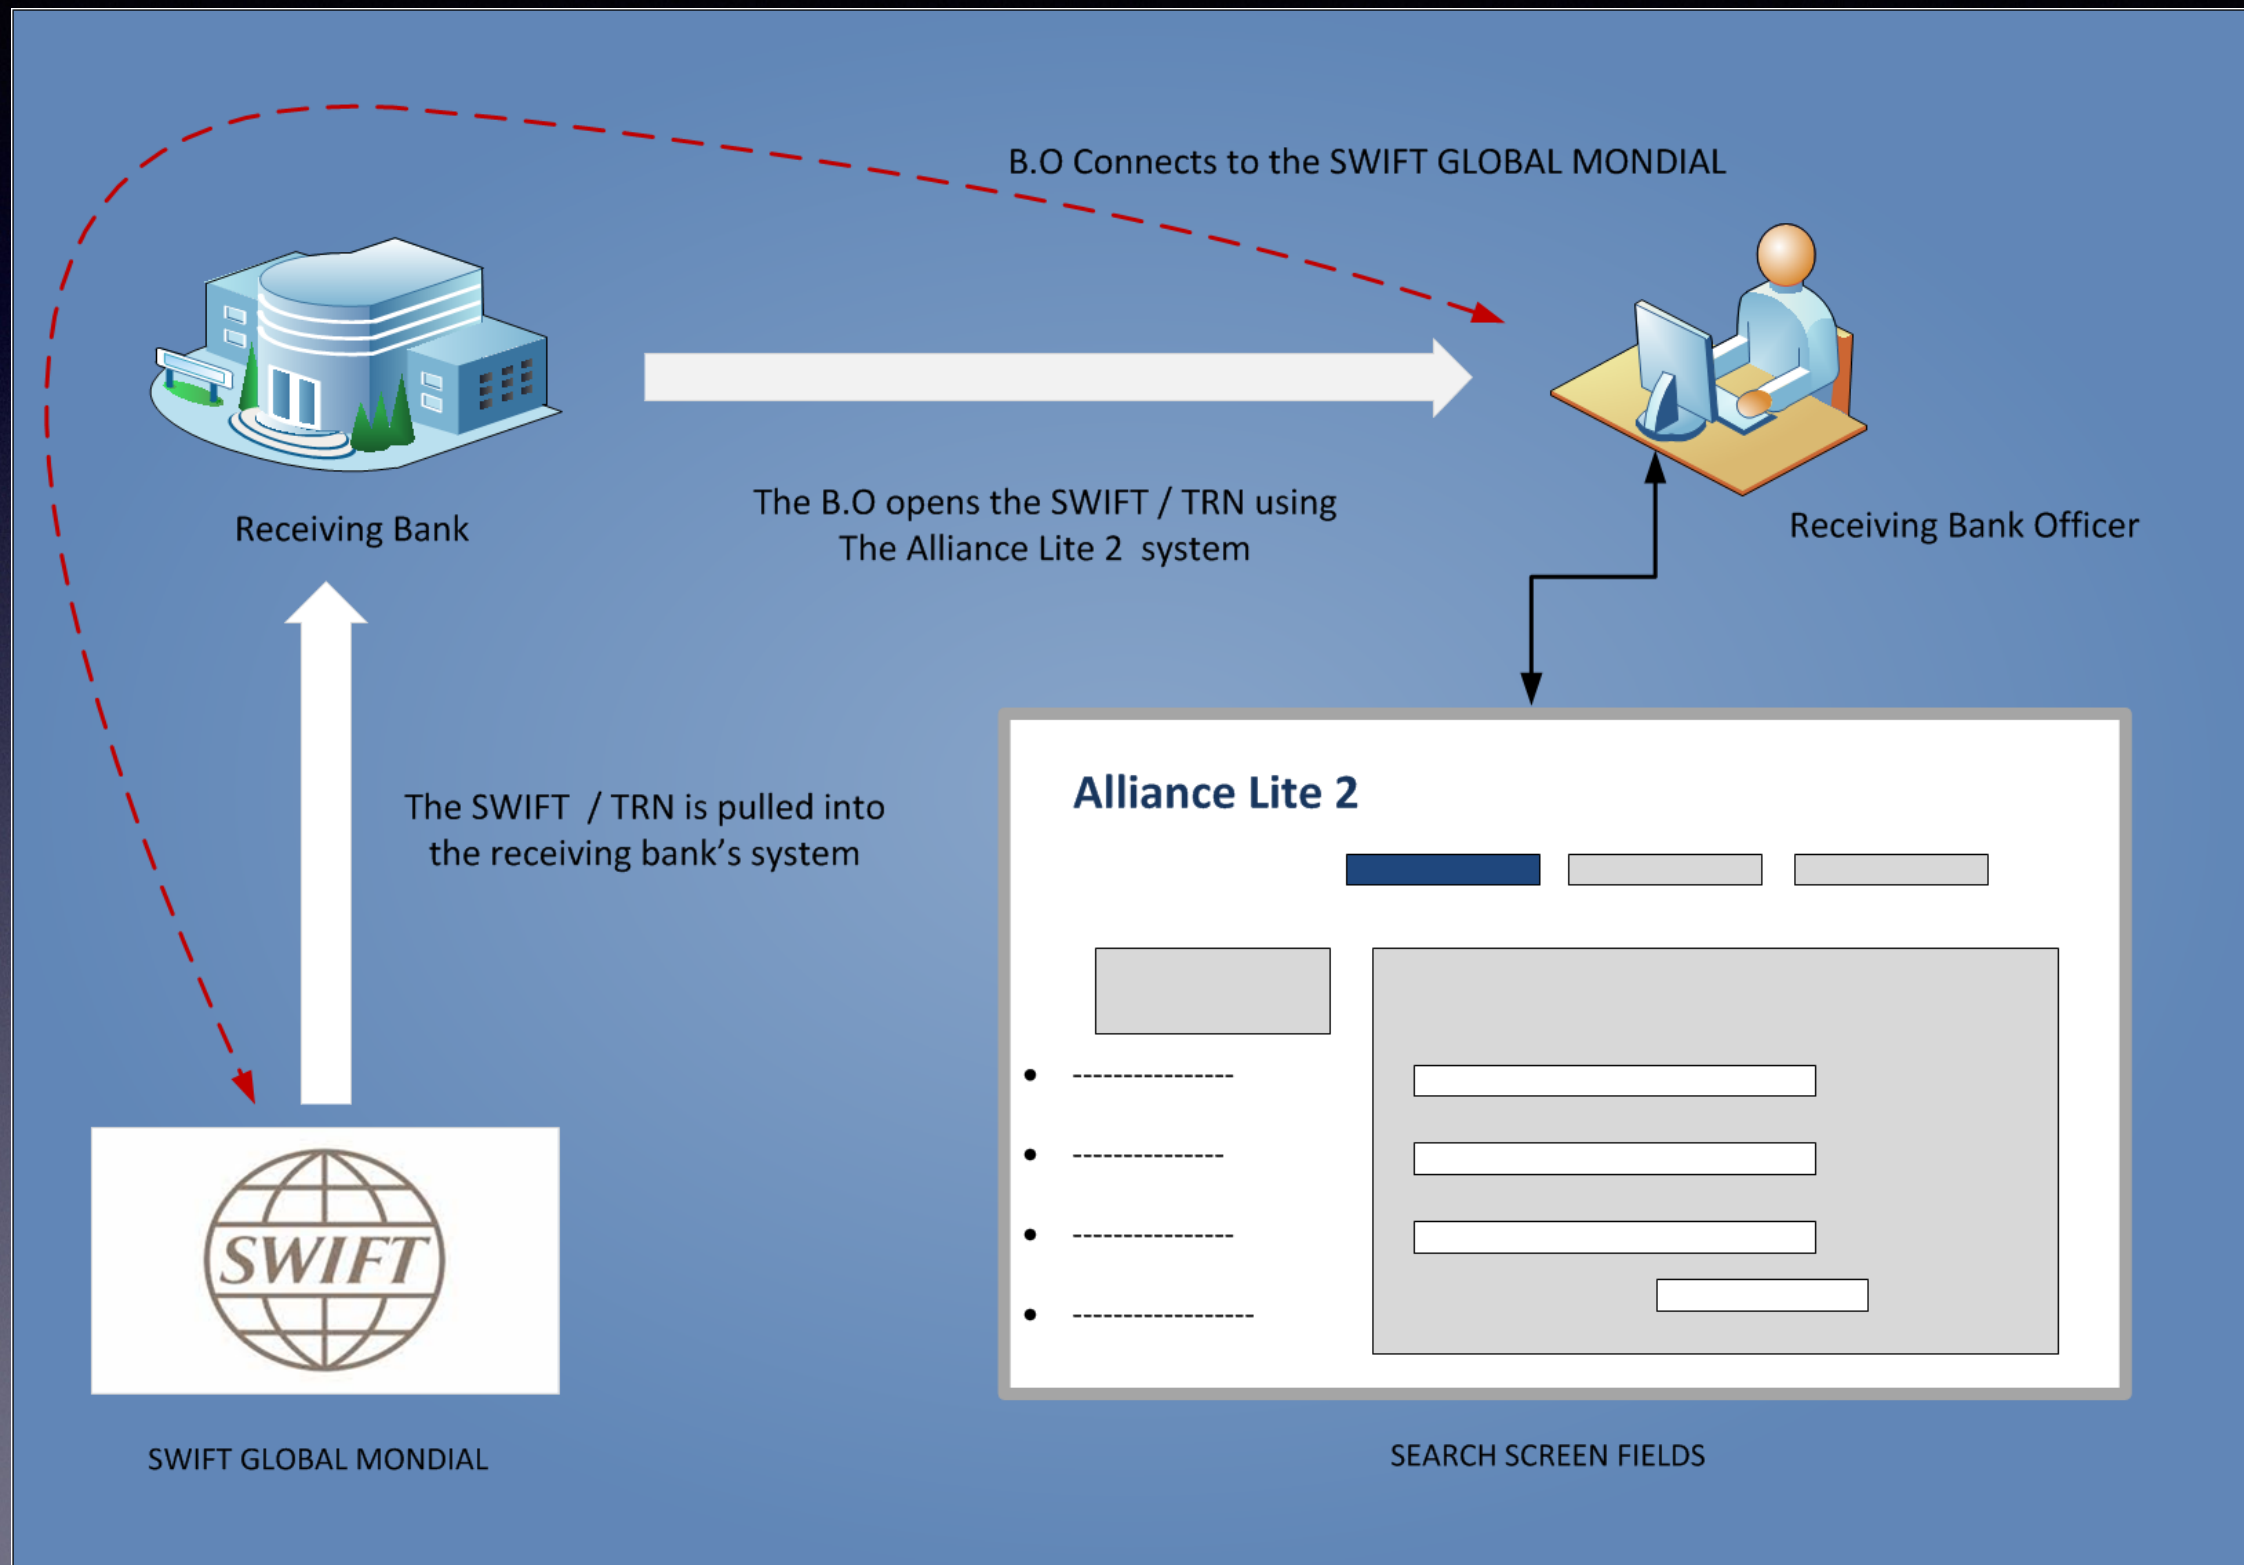 B.O Connects to the SWIFT GLOBAL MONDIAL
Receiving Bank
The B.O opens the SWIFT / TRN using
The Alliance Lite 2 system
Receiving Bank Officer
The SWIFT / TRN is pulled into
the receiving bank's system
Alliance Lite 2
SWIFT
SWIFT GLOBAL MONDIAL
SEARCH SCREEN FIELDS